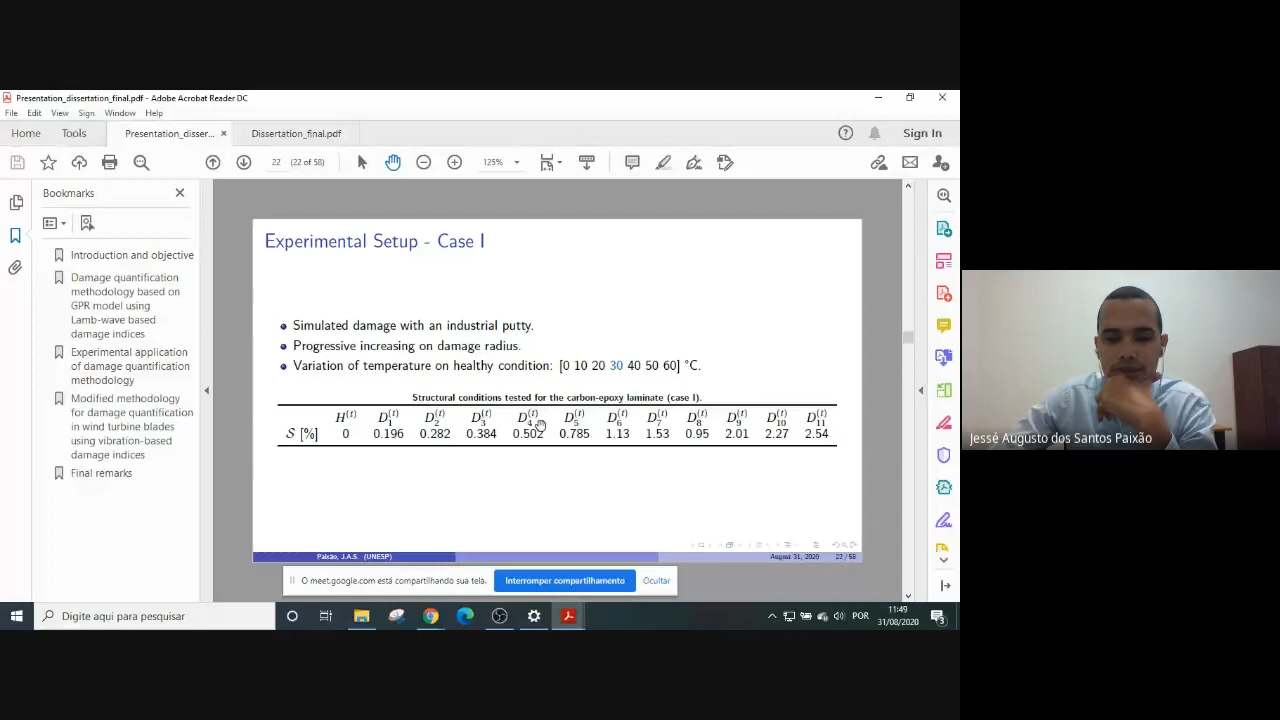 Presentation_dissertation_final.pdf - Adobe Acrobat Reader DC
File Edit View Sign Window Help
Home Tools Presentation_disser... × Dissertation_final.pdf Sign In
22 (22 of 58) 125%
Bookmarks
Introduction and objective
Damage quantification
methodology based on
GPR model using
Lamb-wave based
damage indices
Experimental application
of damage quantification
methodology
Modified methodology
for damage quantification
in wind turbine blades
using vibration-based
damage indices
Final remarks
Experimental Setup - Case I
Simulated damage with an industrial putty.
Progressive increasing on damage radius.
Variation of temperature on healthy condition: [0 10 20 30 40 50 60] °C.
Structural conditions tested for the carbon-epoxy laminate (case I).
H(t) D1(t) D2(t) D3(t) D4(t) D5(t) D6(t) D7(t) D8(t) D9(t) D10(t) D11(t)
S [%] 0 0.196 0.282 0.384 0.502 0.785 1.13 1.53 0.95 2.01 2.27 2.54
Paixão, J.A.S. (UNESP) August 31, 2020 22 / 58
O meet.google.com está compartilhando sua tela. Interromper compartilhamento Ocultar
Jessé Augusto dos Santos Paixão
Digite aqui para pesquisar
POR
11:49
31/08/2020
3